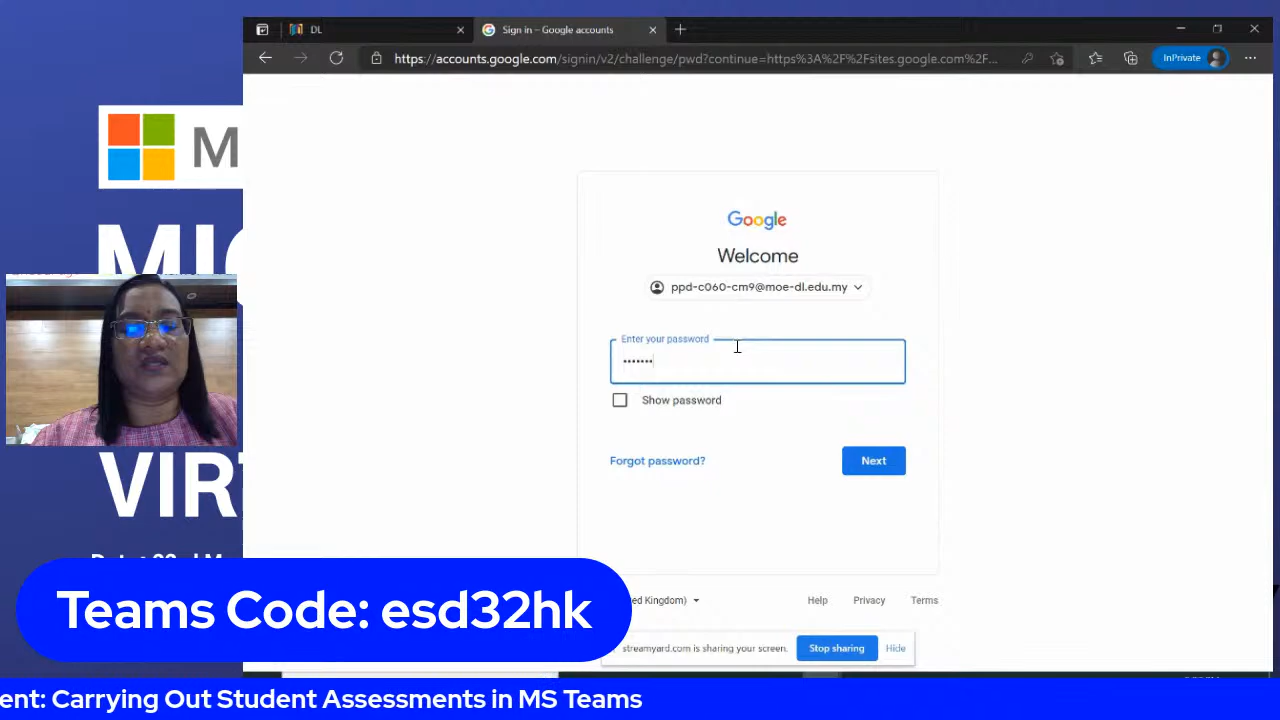 DL
Sign in – Google accounts
https://accounts.google.com/signin/v2/challenge/pwd?continue=https%3A%2F%2Fsites.google.com%2F...
InPrivate
M
MIC
VIRT
Google
Welcome
ppd-c060-cm9@moe-dl.edu.my
Enter your password
•••••••
Show password
Forgot password?
Next
Kingdom)
Help
Privacy
Terms
streamyard.com is sharing your screen.
Stop sharing
Hide
Teams Code: esd32hk
ent: Carrying Out Student Assessments in MS Teams